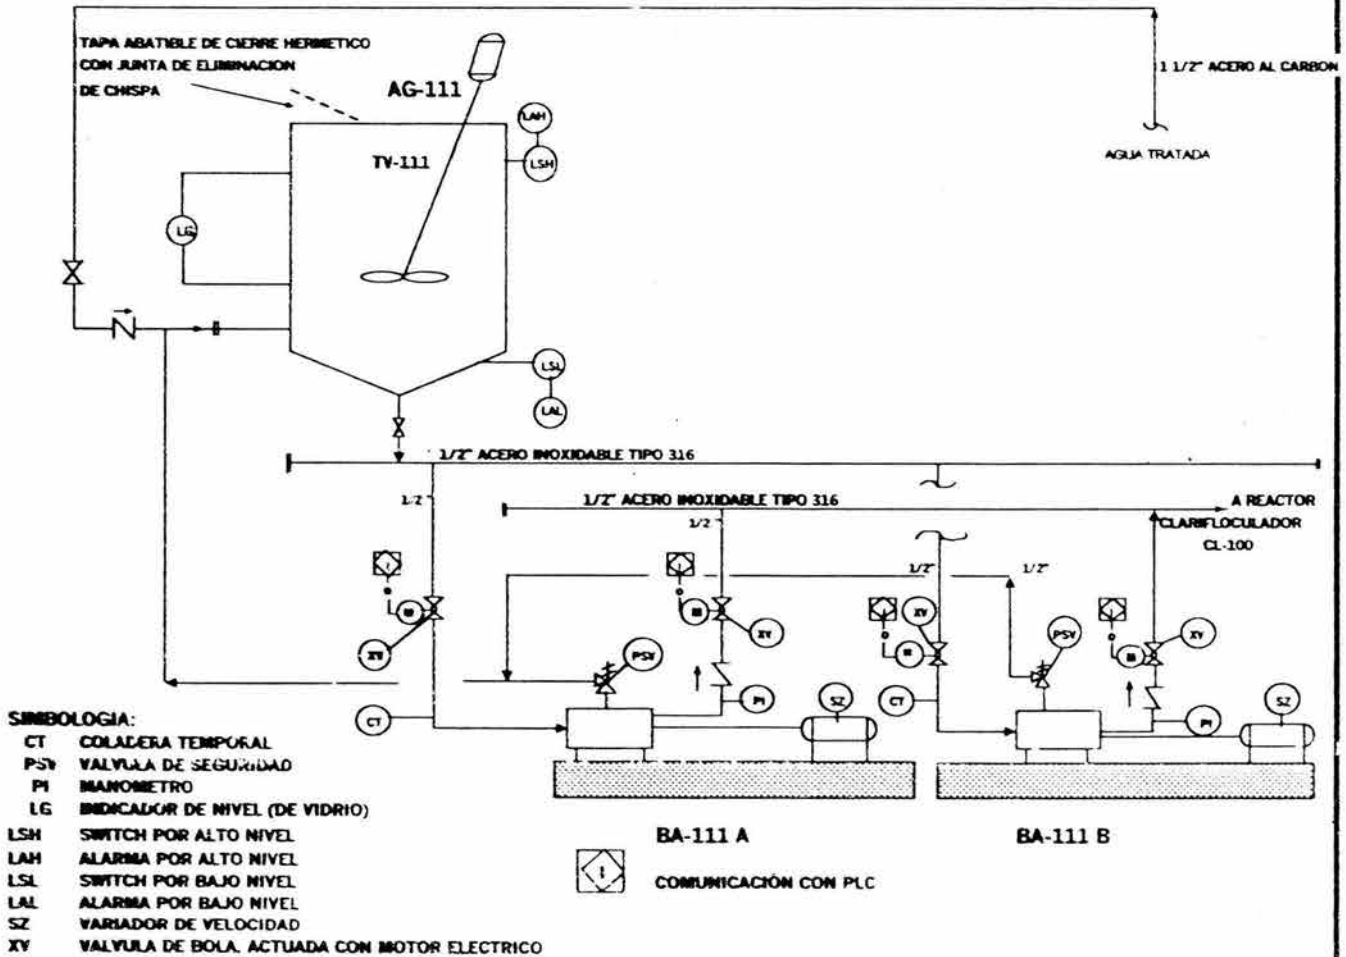 TAPA ABATIBLE DE CIERRE HERMETICO
CON JUNTA DE ELIMINACION
DE CHISPA
AG-111
TV-111
LAH
LSH
LG
LSL
LAL
1 1/2" ACERO AL CARBON
AGUA TRATADA
1/2" ACERO INOXIDABLE TIPO 316
1/2"
1/2" ACERO INOXIDABLE TIPO 316
1/2"
A REACTOR
CLARIFLOCULADOR
CL-100
1/2"
1/2"
I
M
XV
I
M
XV
I
M
XV
I
M
XV
PSV
PSV
CT
PI
SZ
CT
PI
SZ
BA-111 A
BA-111 B
I
COMUNICACIÓN CON PLC
SIMBOLOGIA:
CT COLADERA TEMPORAL
PSV VALVULA DE SEGURIDAD
PI MANOMETRO
LG INDICADOR DE NIVEL (DE VIDRIO)
LSH SWITCH POR ALTO NIVEL
LAH ALARMA POR ALTO NIVEL
LSL SWITCH POR BAJO NIVEL
LAL ALARMA POR BAJO NIVEL
SZ VARIADOR DE VELOCIDAD
XV VALVULA DE BOLA, ACTUADA CON MOTOR ELECTRICO